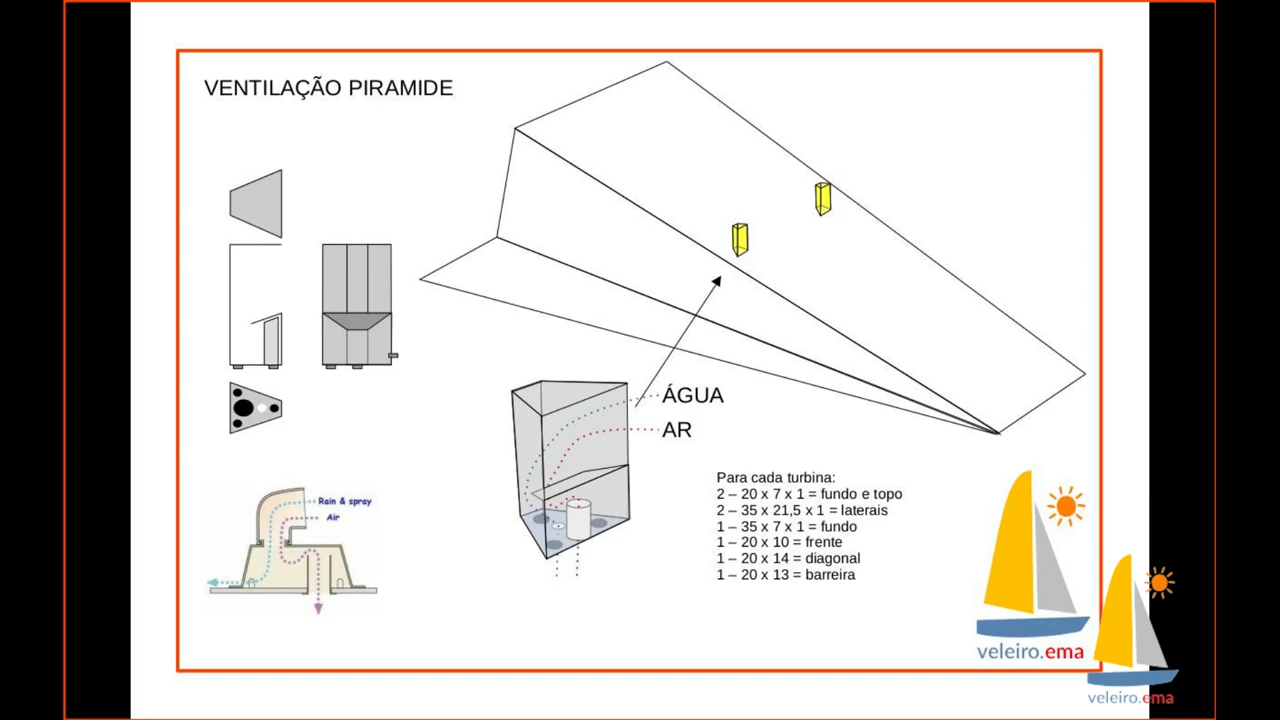 VENTILAÇÃO PIRAMIDE
ÁGUA
AR
Rain & spray
Air
Para cada turbina:
2 – 20 x 7 x 1 = fundo e topo
2 – 35 x 21,5 x 1 = laterais
1 – 35 x 7 x 1 = fundo
1 – 20 x 10 = frente
1 – 20 x 14 = diagonal
1 – 20 x 13 = barreira
veleiro.ema
veleiro.ema